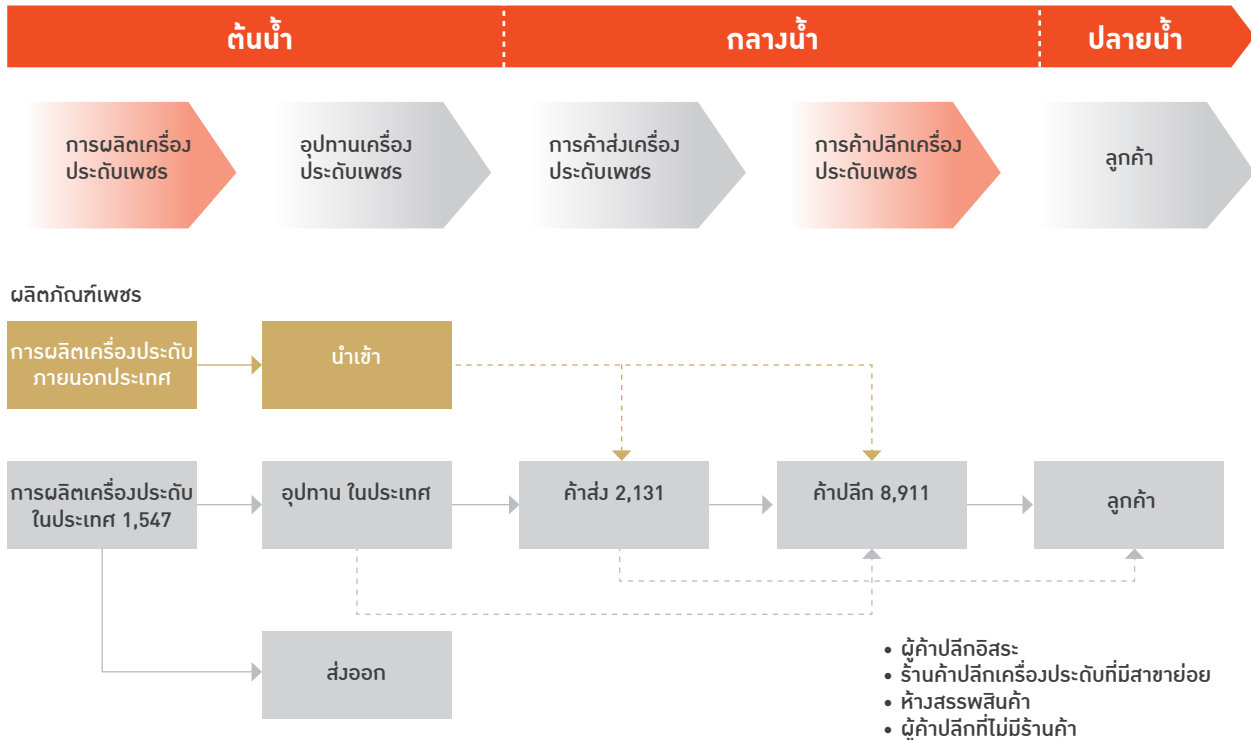 ต้นน้ำ
กลางน้ำ
ปลายน้ำ
การผลิตเครื่อง
ประดับเพชร
อุปทานเครื่อง
ประดับเพชร
การค้าส่งเครื่อง
ประดับเพชร
การค้าปลีกเครื่อง
ประดับเพชร
ลูกค้า
ผลิตภัณฑ์เพชร
การผลิตเครื่องประดับ
ภายนอกประเทศ
นำเข้า
การผลิตเครื่องประดับ
ในประเทศ 1,547
อุปทาน ในประเทศ
ค้าส่ง 2,131
ค้าปลีก 8,911
ลูกค้า
ส่งออก
• ผู้ค้าปลีกอิสระ
• ร้านค้าปลีกเครื่องประดับที่มีสาขาย่อย
• ห้างสรรพสินค้า
• ผู้ค้าปลีกที่ไม่มีร้านค้า